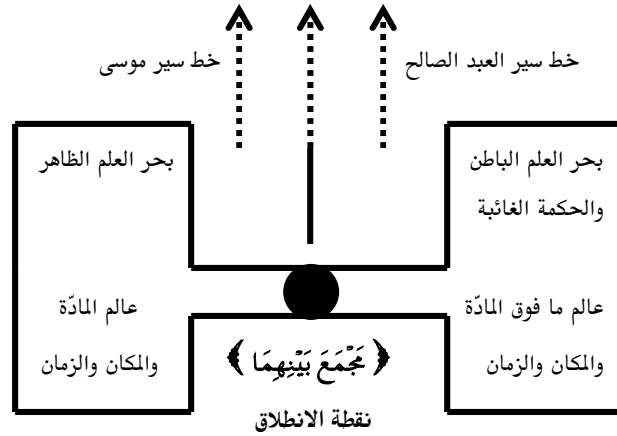 خط سير العبد الصالح
خط سير موسى
بحر العلم الباطن
والحكمة الغائبة
بحر العلم الظاهر
عالم ما فوق المادّة
والمكان والزمان
عالم المادّة
والمكان والزمان
﴿ مَجْمَعَ بَيْنِهِمَا ﴾
نقطة الانطلاق